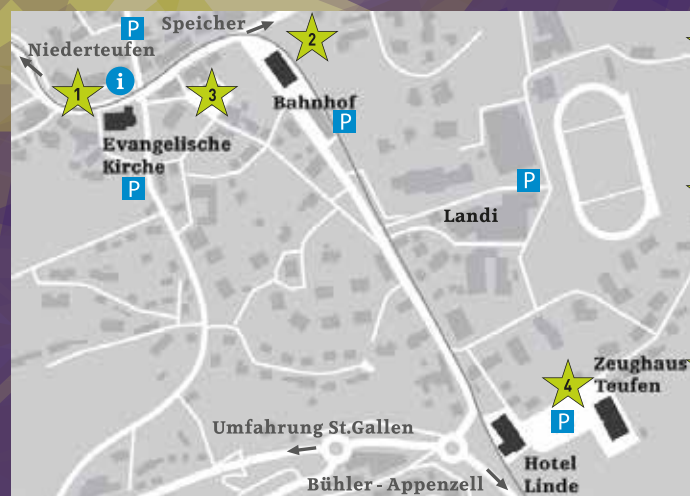 P
Speicher
2
Niederteufen
i
1
3
Bahnhof
P
Evangelische
Kirche
P
P
Landi
Zeughaus
Teufen
4
P
Umfahrung St.Gallen
Hotel
Linde
Bühler - Appenzell